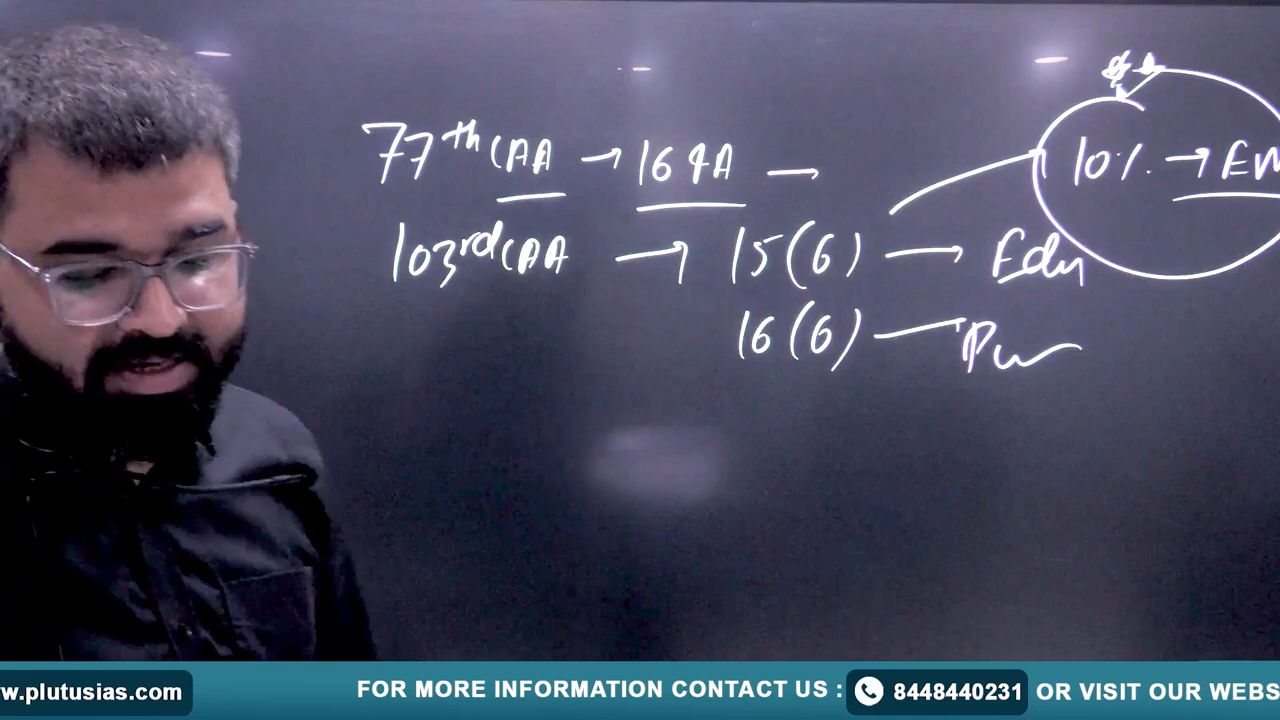 77th CAA → 164A →
10% → EW
103rd CAA → 15(6) → Edu
16(6) —
w.plutusias.com
FOR MORE INFORMATION CONTACT US : 8448440231 OR VISIT OUR WEBS